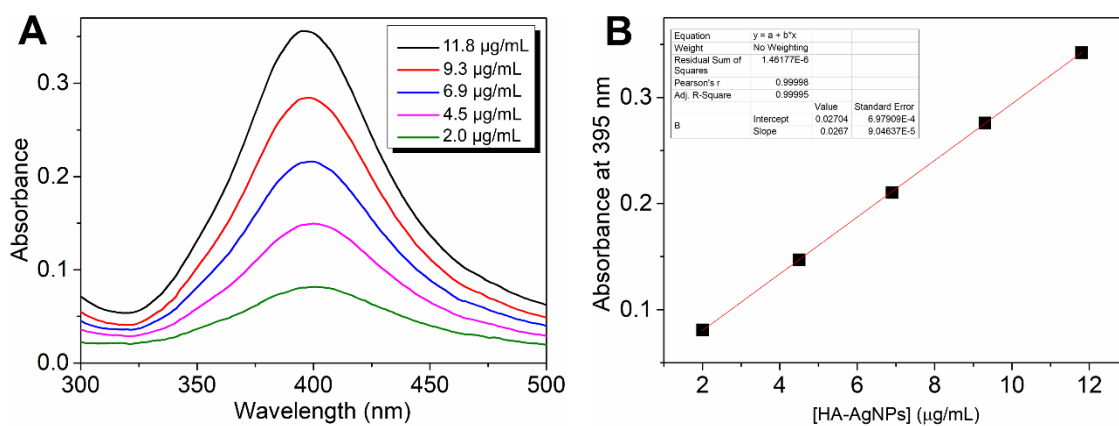 A
11.8 µg/mL
9.3 µg/mL
6.9 µg/mL
4.5 µg/mL
2.0 µg/mL
0.3
0.2
0.1
0.0
Absorbance
300 350 400 450 500
Wavelength (nm)
B
Equation y = a + b*x
Weight No Weighting
Residual Sum of Squares 1.46177E-6
Pearson's r 0.99998
Adj. R-Square 0.99995
Value Standard Error
B Intercept 0.02704 6.97909E-4
Slope 0.0267 9.04637E-5
0.3
0.2
0.1
Absorbance at 395 nm
2 4 6 8 10 12
[HA-AgNPs] (µg/mL)